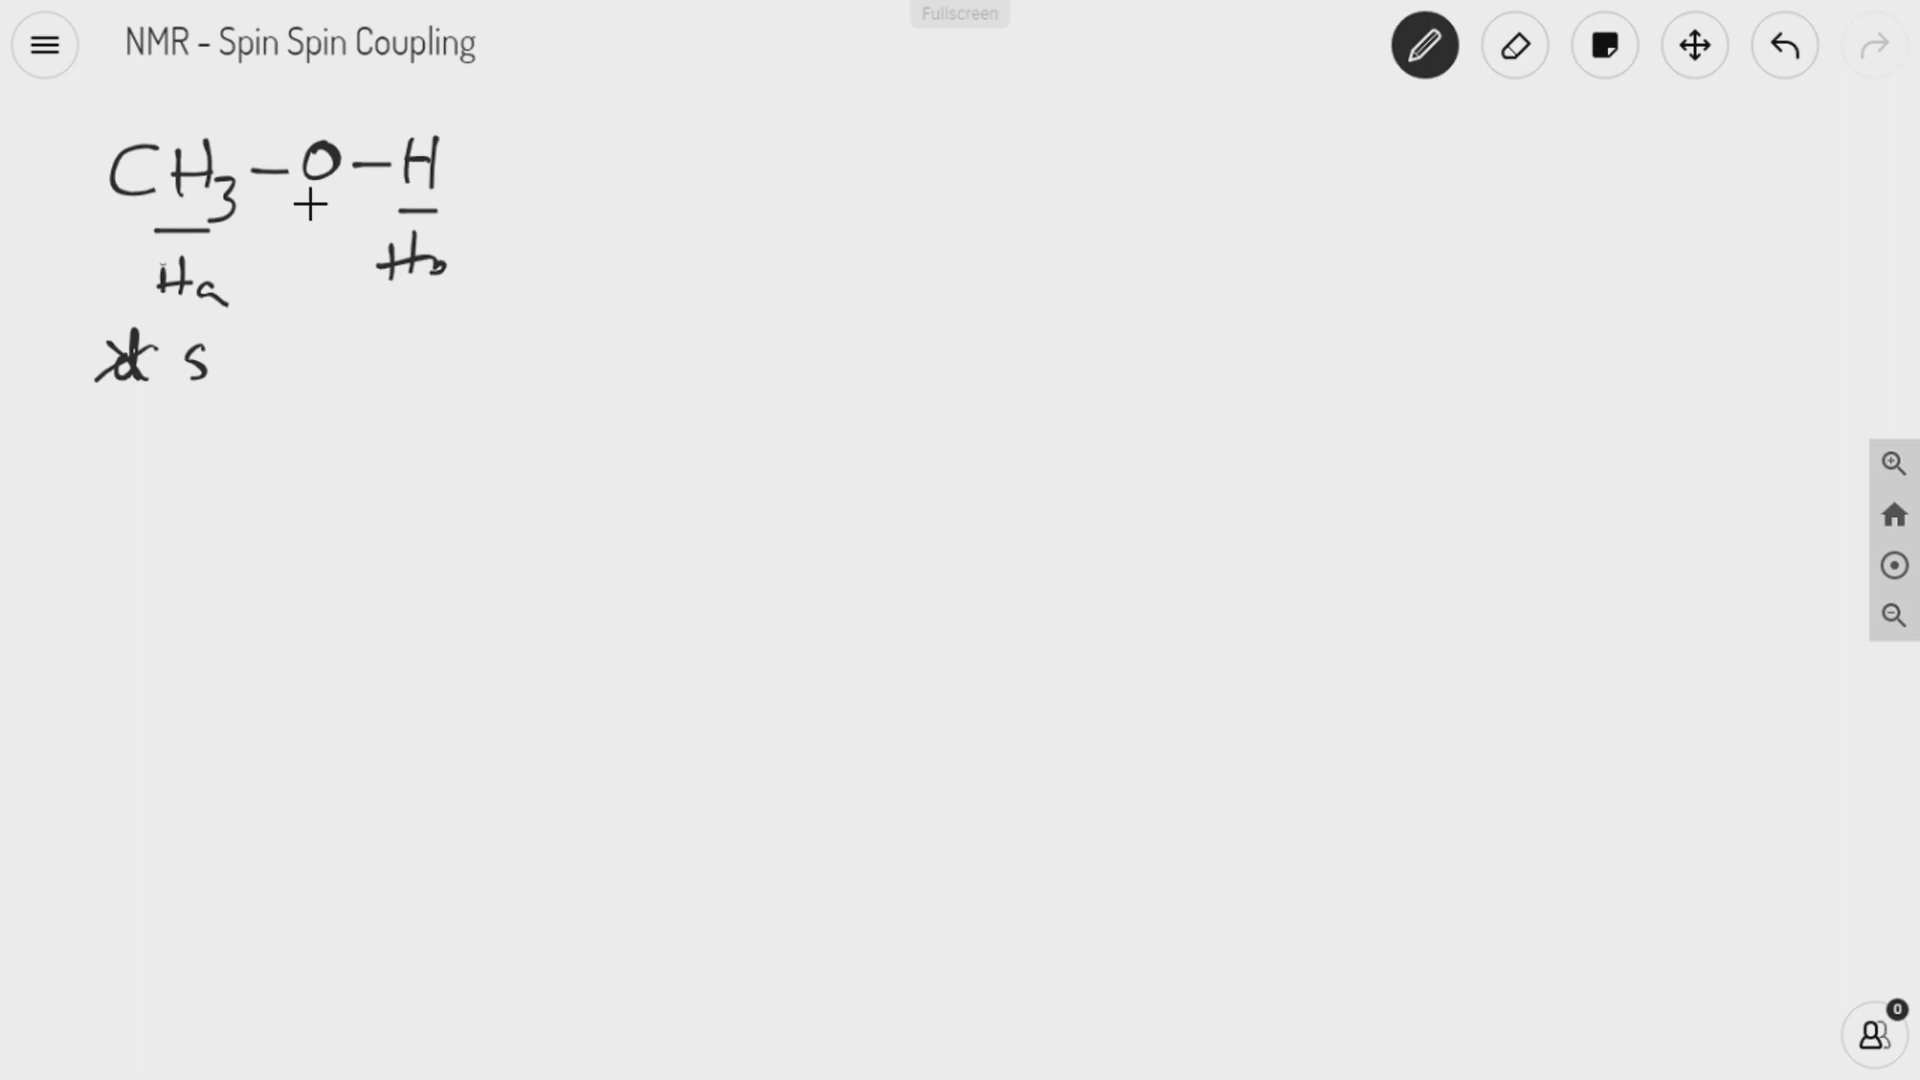 Fullscreen
NMR - Spin Spin Coupling
CH3-O-H
Ha Hb
d s
0